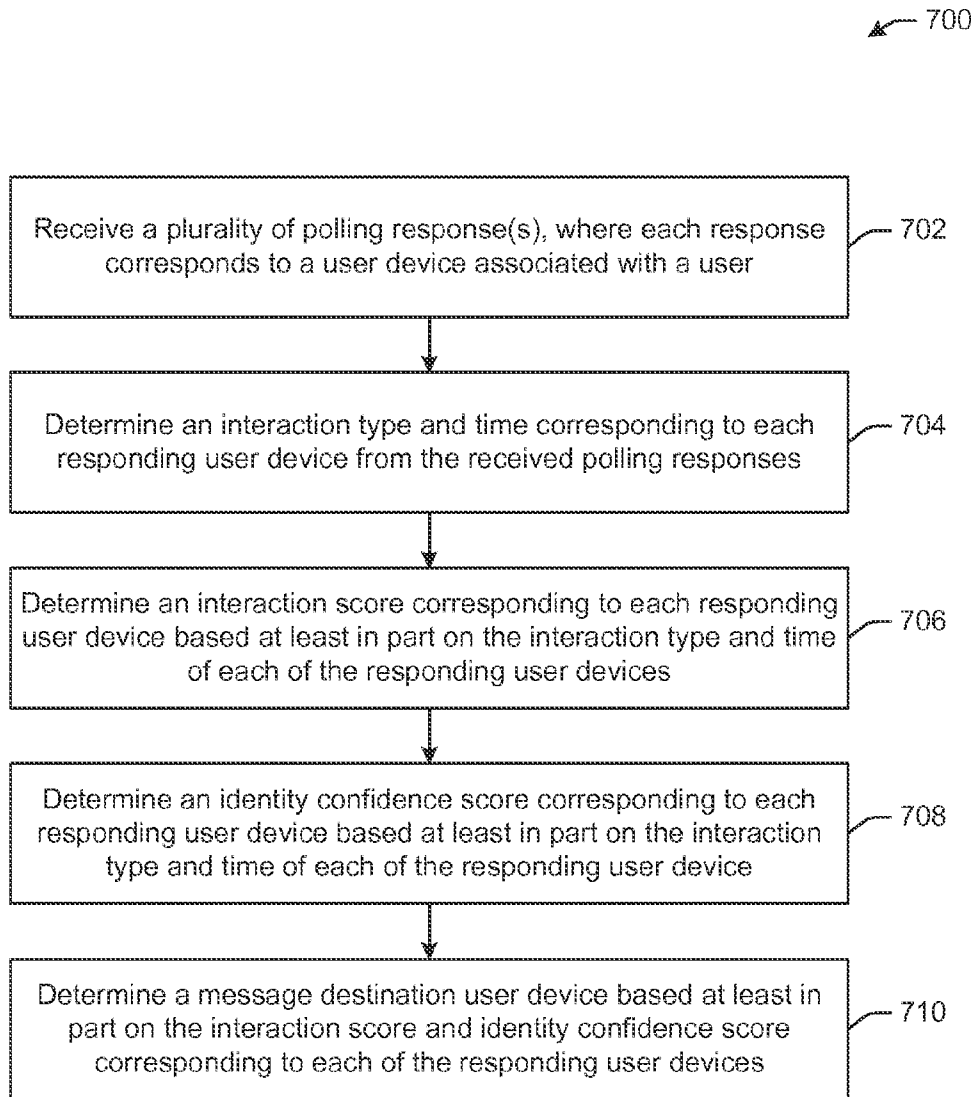 700
Receive a plurality of polling response(s), where each response
corresponds to a user device associated with a user
702
Determine an interaction type and time corresponding to each
responding user device from the received polling responses
704
Determine an interaction score corresponding to each responding
user device based at least in part on the interaction type and time
of each of the responding user devices
706
Determine an identity confidence score corresponding to each
responding user device based at least in part on the interaction
type and time of each of the responding user device
708
Determine a message destination user device based at least in
part on the interaction score and identity confidence score
corresponding to each of the responding user devices
710